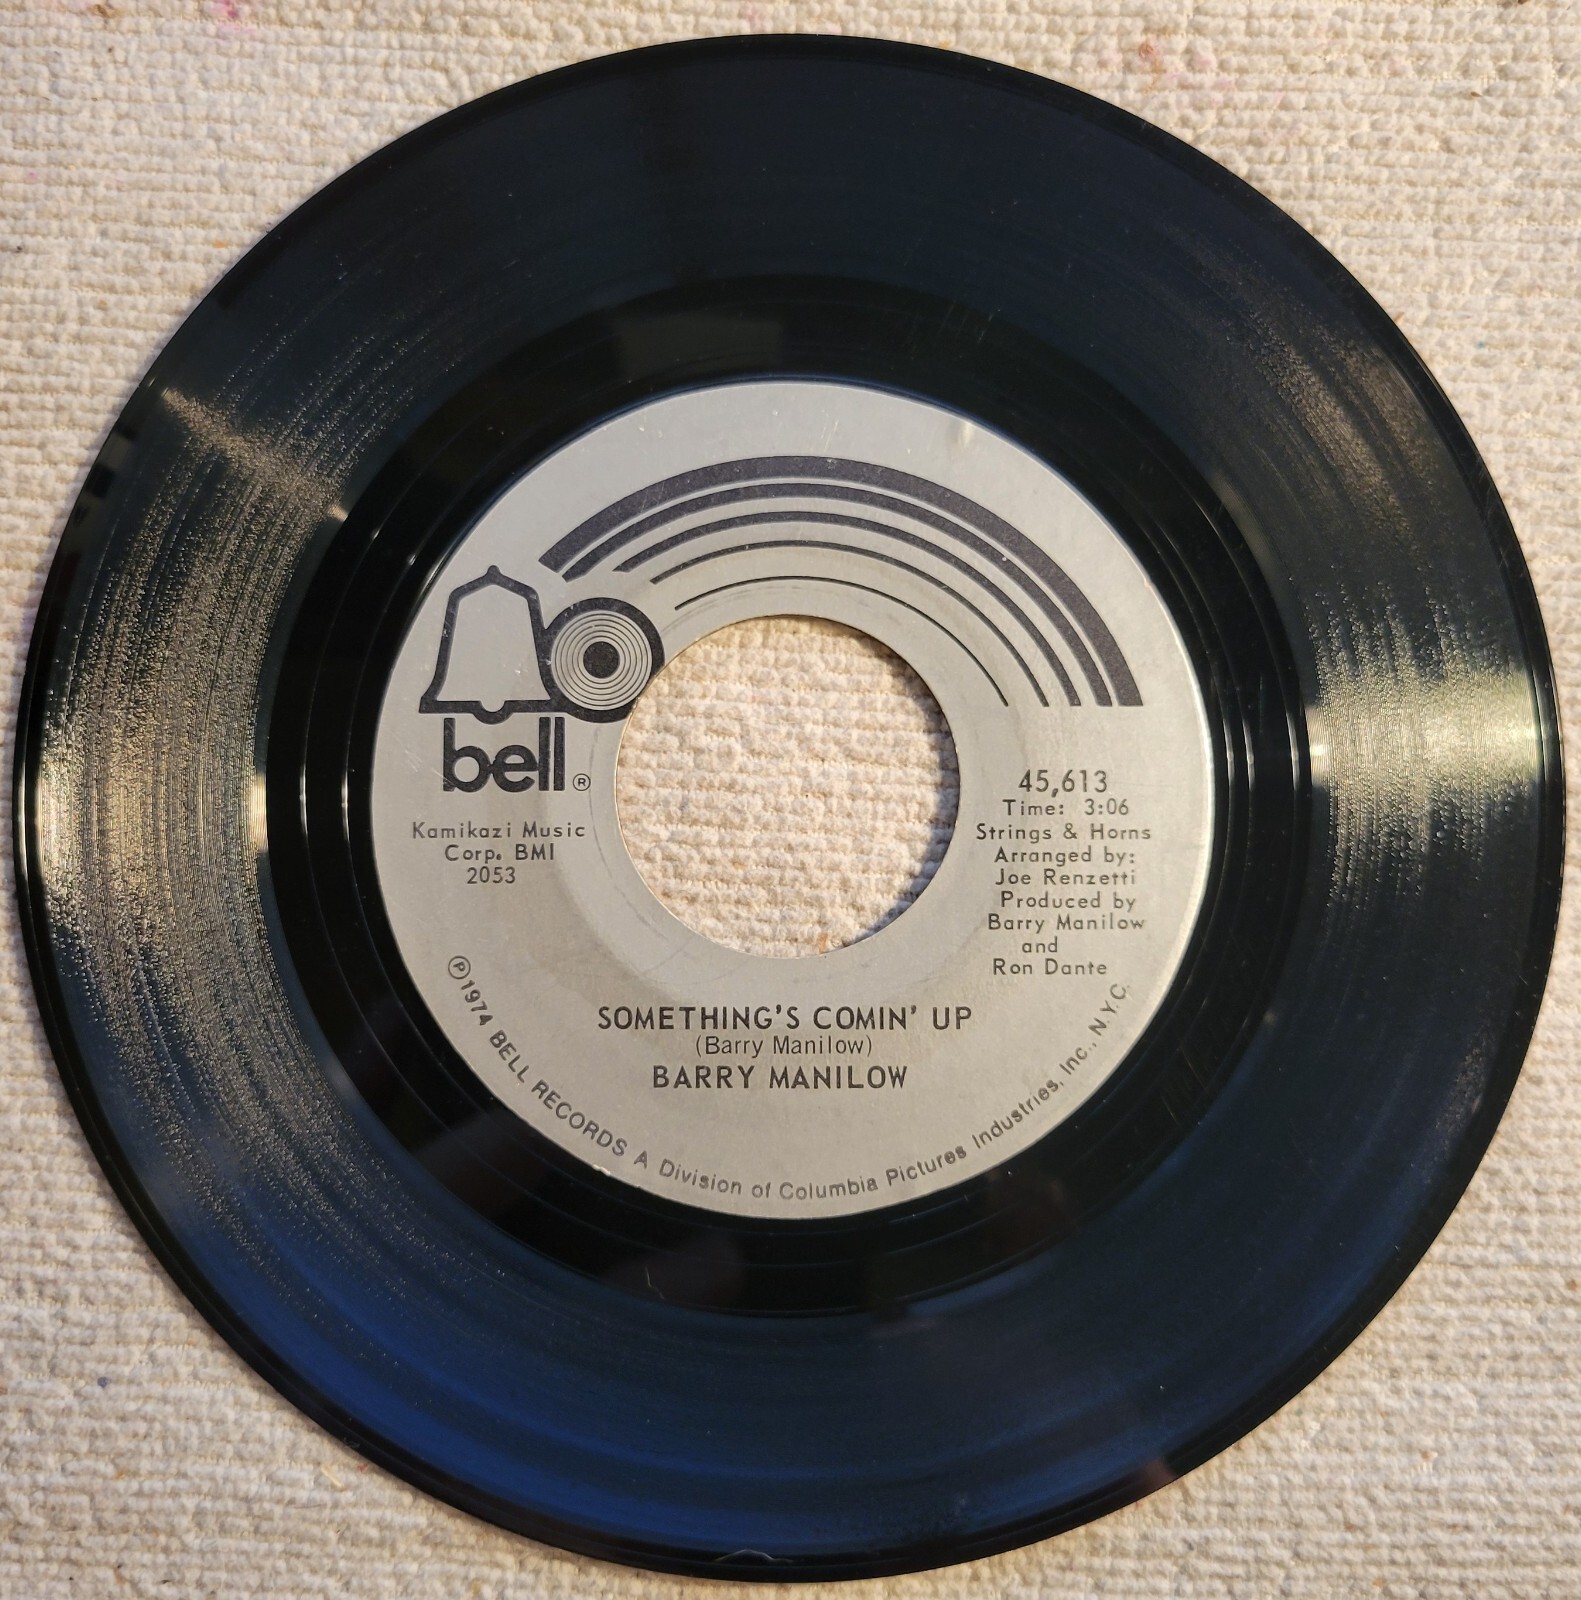 bell®
45,613
Time: 3:06
Strings & Horns
Arranged by:
Joe Renzetti
Produced by
Barry Manilow
and
Ron Dante
Kamikazi Music
Corp. BMI
2053
SOMETHING'S COMIN' UP
(Barry Manilow)
BARRY MANILOW
℗1974 BELL RECORDS A Division of Columbia Pictures Industries, Inc., N.Y.C.